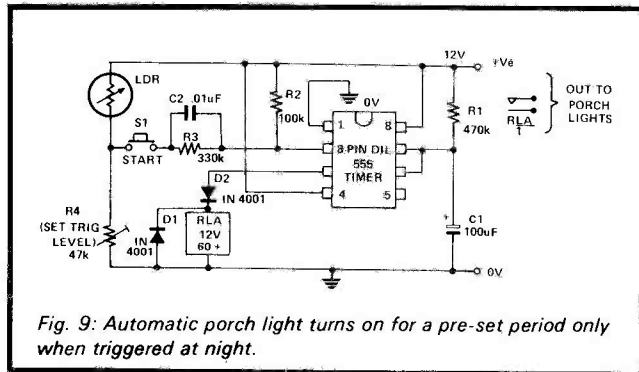 LDR
C2 .01uF
S1
START
R3
330k
R2
100k
0V
12V
+Ve
R1
470k
OUT TO
PORCH
LIGHTS
RLA
1
8
8 PIN DIL
555
TIMER
4
5
D2
IN 4001
R4
(SET TRIG
LEVEL)
47k
D1
IN
4001
RLA
12V
60 +
+
C1
100uF
0V
Fig. 9: Automatic porch light turns on for a pre-set period only
when triggered at night.